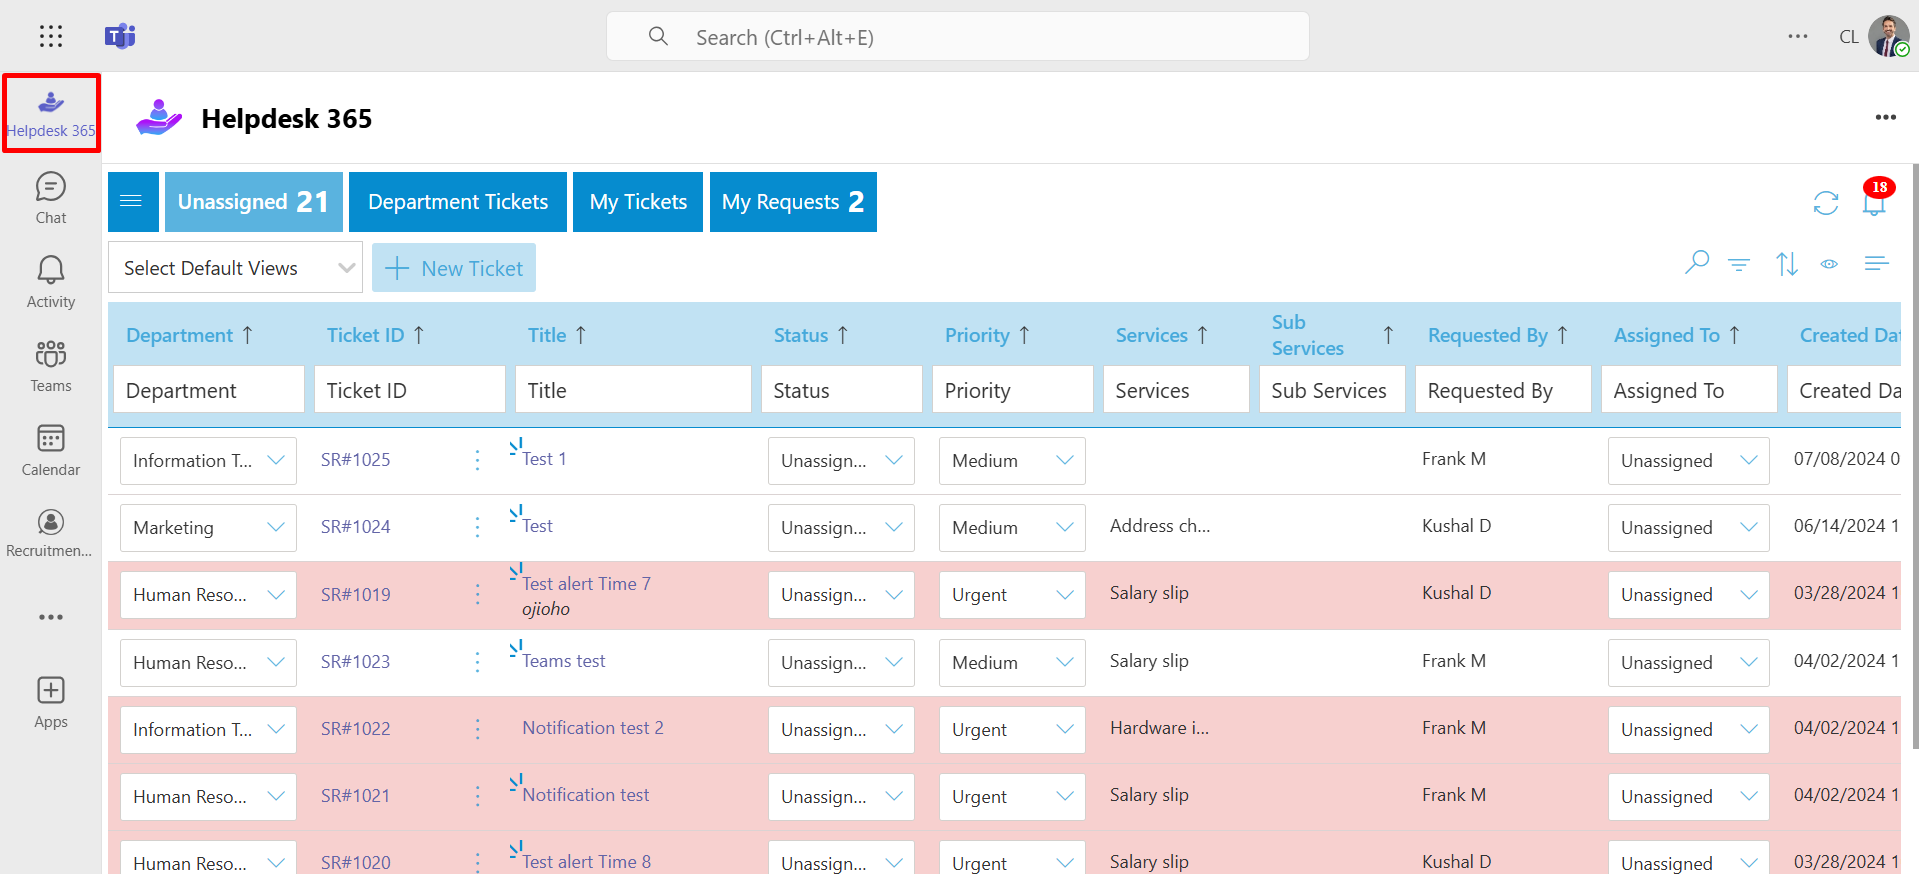 Search (Ctrl+Alt+E)
CL
Helpdesk 365
Chat
Activity
Teams
Calendar
Recruitmen...
Apps
Helpdesk 365
Unassigned 21
Department Tickets
My Tickets
My Requests 2
18
Select Default Views
New Ticket
Department Ticket ID Title Status Priority Services Sub Services Requested By Assigned To Created Dat
Department Ticket ID Title Status Priority Services Sub Services Requested By Assigned To Created Da
Information T... SR#1025 Test 1 Unassign... Medium Frank M Unassigned 07/08/2024 0
Marketing SR#1024 Test Unassign... Medium Address ch... Kushal D Unassigned 06/14/2024 1
Human Reso... SR#1019 Test alert Time 7 Unassign... Urgent Salary slip Kushal D Unassigned 03/28/2024 1
ojioho
Human Reso... SR#1023 Teams test Unassign... Medium Salary slip Frank M Unassigned 04/02/2024 1
Information T... SR#1022 Notification test 2 Unassign... Urgent Hardware i... Frank M Unassigned 04/02/2024 1
Human Reso... SR#1021 Notification test Unassign... Urgent Salary slip Frank M Unassigned 04/02/2024 1
Human Reso... SR#1020 Test alert Time 8 Unassign... Urgent Salary slip Kushal D Unassigned 03/28/2024 1